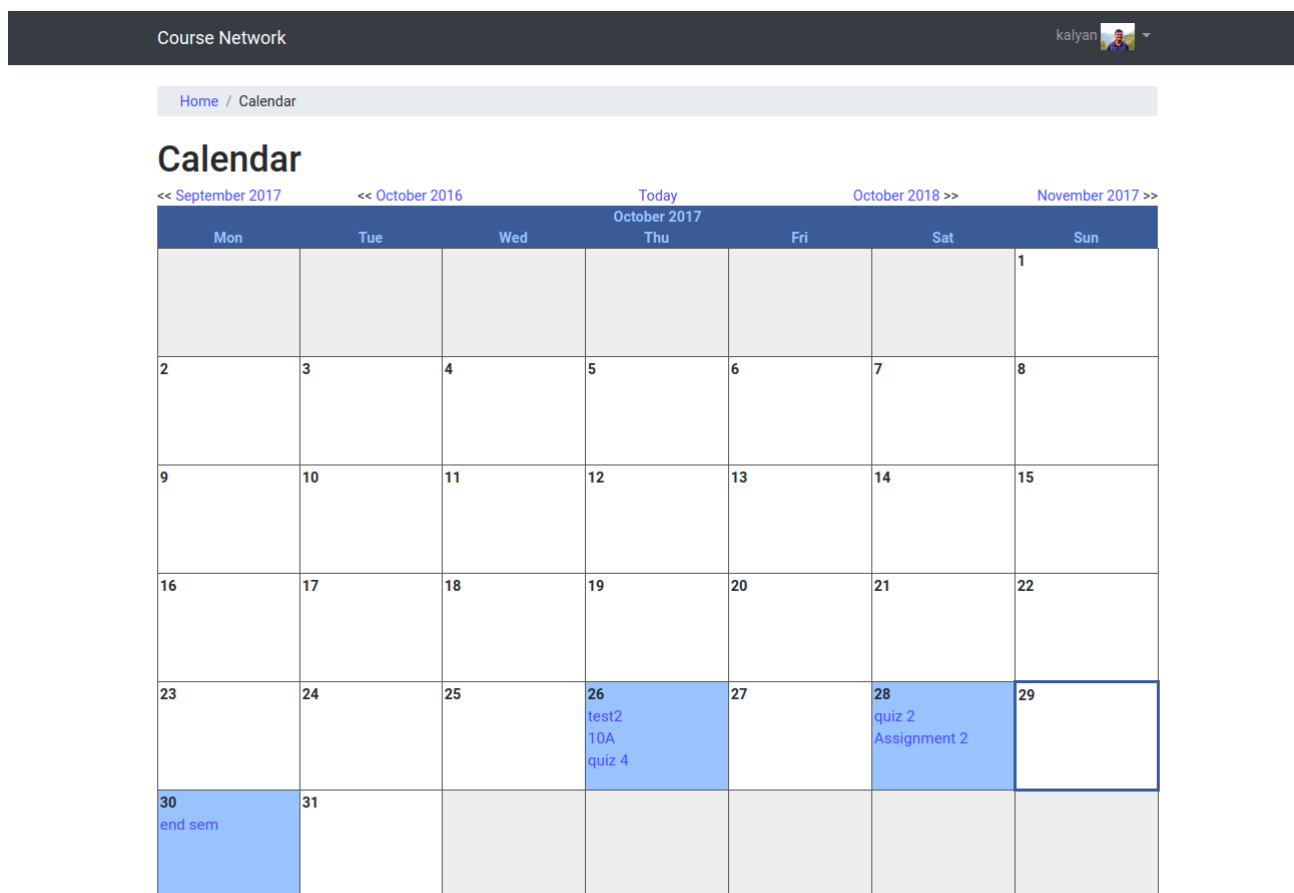 Course Network kalyan
Home / Calendar
Calendar
<< September 2017 << October 2016 Today October 2018 >> November 2017 >>
October 2017
Mon Tue Wed Thu Fri Sat Sun
1
2 3 4 5 6 7 8
9 10 11 12 13 14 15
16 17 18 19 20 21 22
23 24 25 26 27 28 29
test2 quiz 2
10A Assignment 2
quiz 4
30 31
end sem